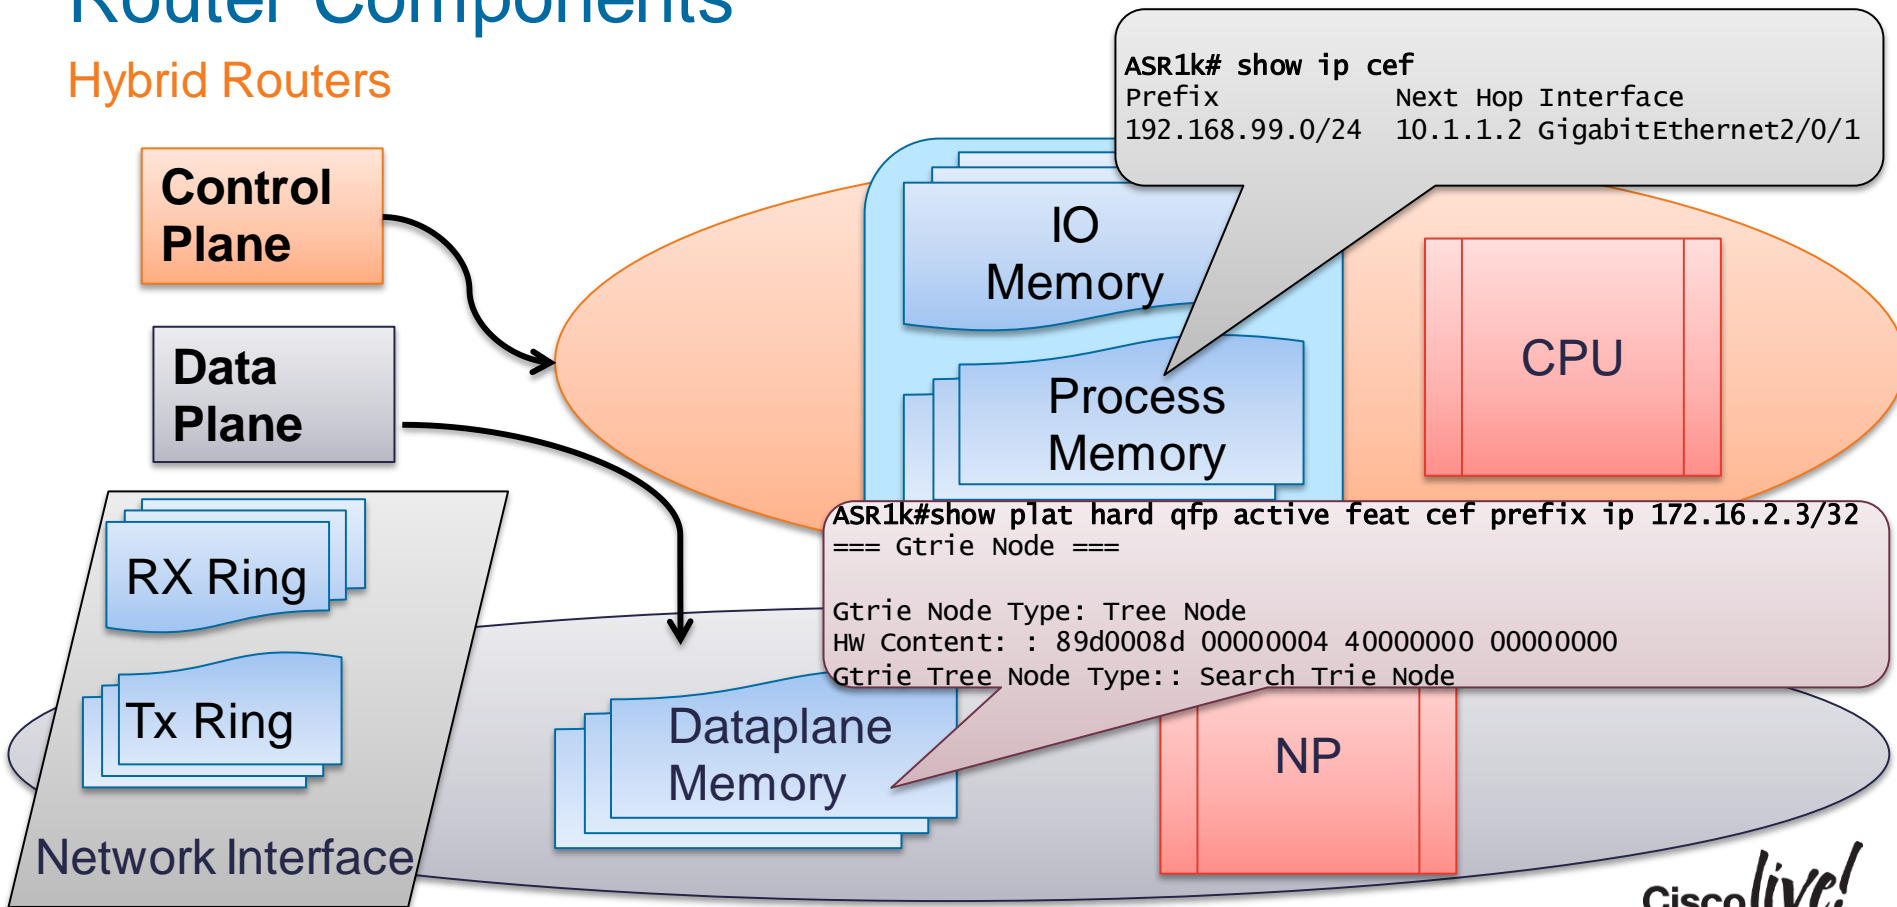 Router Components
Hybrid Routers
ASR1k# show ip cef
Prefix Next Hop Interface
192.168.99.0/24 10.1.1.2 GigabitEthernet2/0/1
Control
Plane
IO
Memory
CPU
Data
Plane
Process
Memory
ASR1k#show plat hard qfp active feat cef prefix ip 172.16.2.3/32
=== Gtrie Node ===
Gtrie Node Type: Tree Node
HW Content: : 89d0008d 00000004 40000000 00000000
Gtrie Tree Node Type:: Search Trie Node
RX Ring
Tx Ring
Network Interface
Dataplane
Memory
NP
Cisco live!